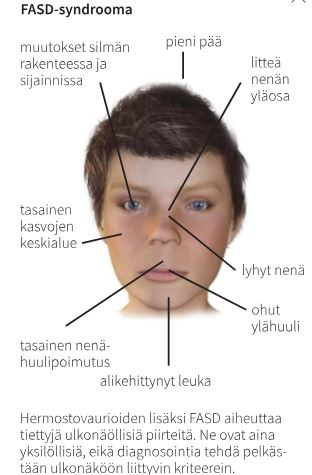 FASD-syndrooma
muutokset silmän
rakenteessa ja
sijainnissa
pieni pää
litteä
nenän
yläosa
tasainen
kasvojen
keskialue
lyhyt nenä
ohut
ylähuuli
tasainen nenä-
huulipoimutus
alikehittynyt leuka
Hermostovaurioiden lisäksi FASD aiheuttaa
tiettyjä ulkonäöllisiä piirteitä. Ne ovat aina
yksilöllisiä, eikä diagnosointia tehdä pelkäs-
tään ulkonäköön liittyvin kriteerein.